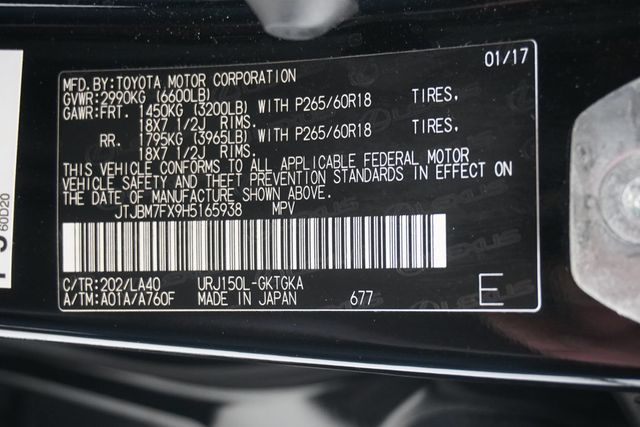 01/17
MFD.BY:TOYOTA MOTOR CORPORATION
GVWR:2990KG (6600LB)
GAWR:FRT. 1450KG (3200LB) WITH P265/60R18 TIRES,
18X7 1/2J RIMS.
RR. 1795KG (3965LB) WITH P265/60R18 TIRES,
18X7 1/2J RIMS.
THIS VEHICLE CONFORMS TO ALL APPLICABLE FEDERAL MOTOR
VEHICLE SAFETY AND THEFT PREVENTION STANDARDS IN EFFECT ON
THE DATE OF MANUFACTURE SHOWN ABOVE.
JTJBM7FX9H5165938 MPV
C/TR:202/LA40 URJ150L-GKTGKA
A/TM:A01A/A760F MADE IN JAPAN 677 E
60D20